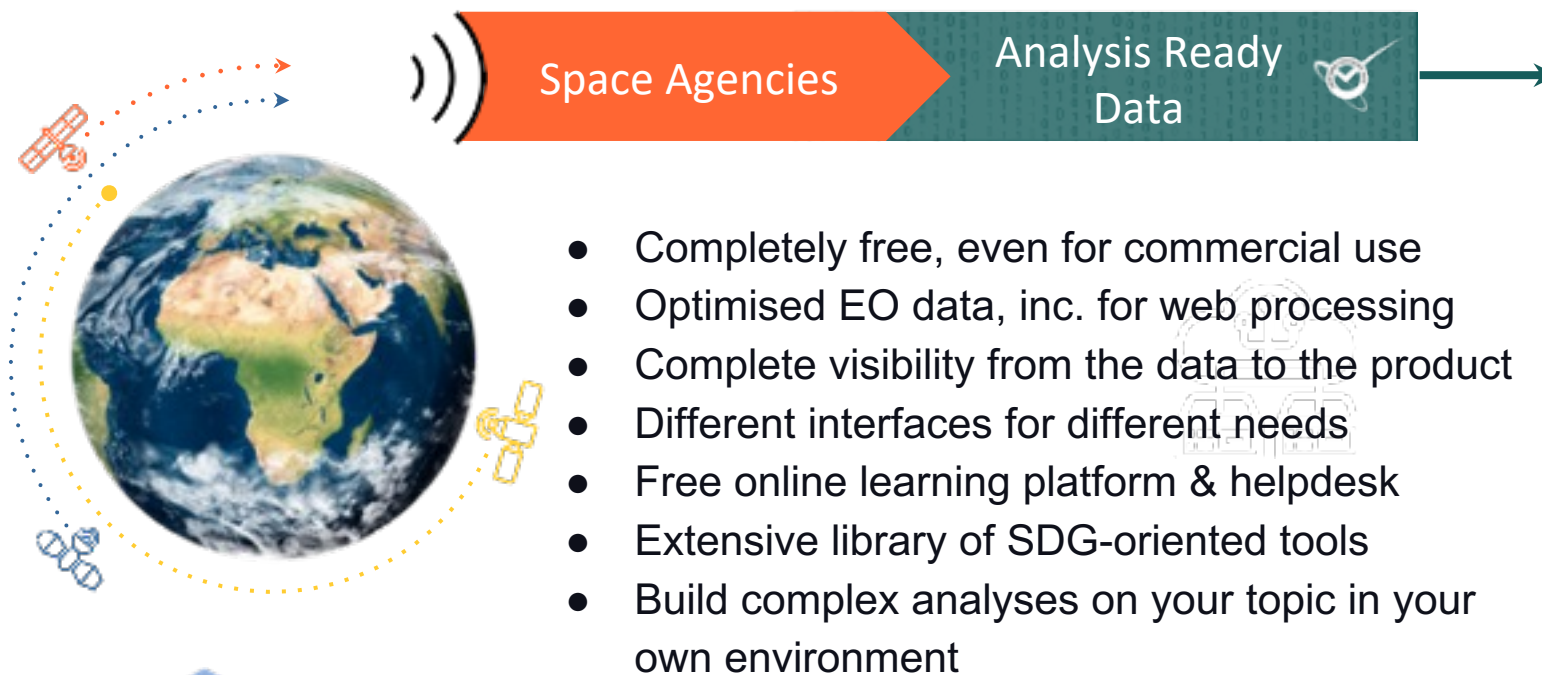 Space Agencies
Analysis Ready
Data
● Completely free, even for commercial use
● Optimised EO data, inc. for web processing
● Complete visibility from the data to the product
● Different interfaces for different needs
● Free online learning platform & helpdesk
● Extensive library of SDG-oriented tools
● Build complex analyses on your topic in your
own environment